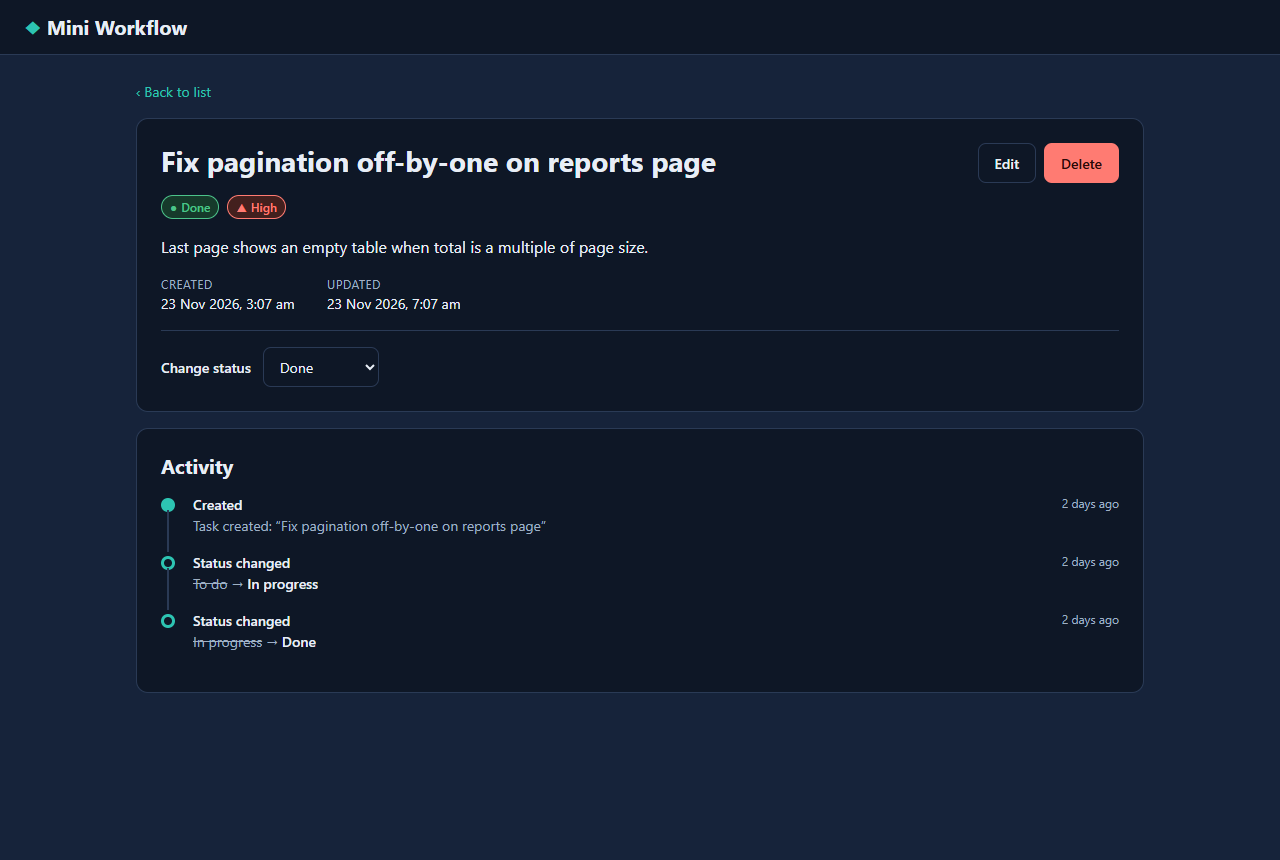 Mini Workflow
‹ Back to list
Fix pagination off-by-one on reports page
Edit
Delete
Done
High
Last page shows an empty table when total is a multiple of page size.
CREATED
UPDATED
23 Nov 2026, 3:07 am
23 Nov 2026, 7:07 am
Change status
Done
Activity
Created
2 days ago
Task created: “Fix pagination off-by-one on reports page”
Status changed
2 days ago
To do → In progress
Status changed
2 days ago
In progress → Done